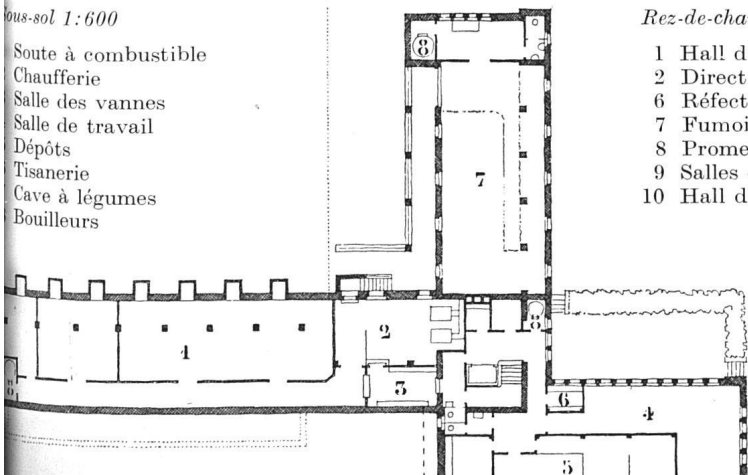 Sous-sol 1:600
Soute à combustible
Chaufferie
Salle des vannes
Salle de travail
Dépôts
Tisanerie
Cave à légumes
Bouilleurs
Rez-de-cha
1 Hall d
2 Direct
6 Réfect
7 Fumoi
8 Prome
9 Salles
10 Hall d
8
7
2
1
3
8
8
6
4
5